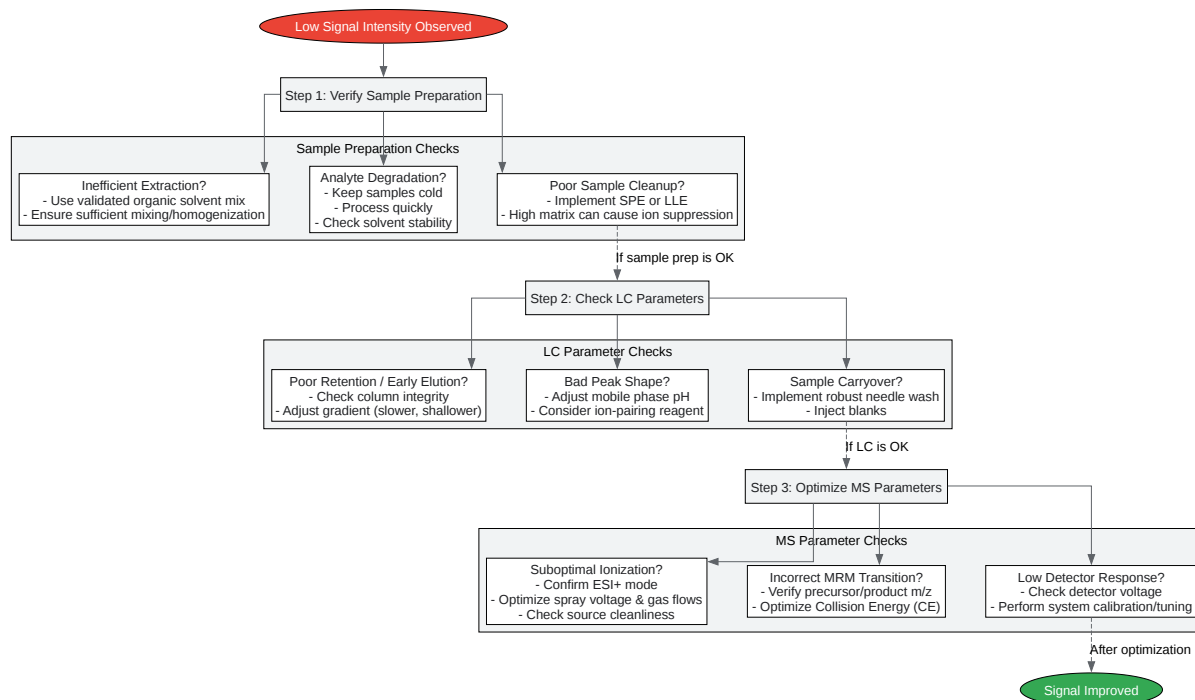 Low Signal Intensity Observed
Step 1: Verify Sample Preparation
Sample Preparation Checks
Inefficient Extraction?
- Use validated organic solvent mix
- Ensure sufficient mixing/homogenization
Analyte Degradation?
- Keep samples cold
- Process quickly
- Check solvent stability
Poor Sample Cleanup?
- Implement SPE or LLE
- High matrix can cause ion suppression
If sample prep is OK
Step 2: Check LC Parameters
LC Parameter Checks
Poor Retention / Early Elution?
- Check column integrity
- Adjust gradient (slower, shallower)
Bad Peak Shape?
- Adjust mobile phase pH
- Consider ion-pairing reagent
Sample Carryover?
- Implement robust needle wash
- Inject blanks
If LC is OK
Step 3: Optimize MS Parameters
MS Parameter Checks
Suboptimal Ionization?
- Confirm ESI+ mode
- Optimize spray voltage & gas flows
- Check source cleanliness
Incorrect MRM Transition?
- Verify precursor/product m/z
- Optimize Collision Energy (CE)
Low Detector Response?
- Check detector voltage
- Perform system calibration/tuning
After optimization
Signal Improved